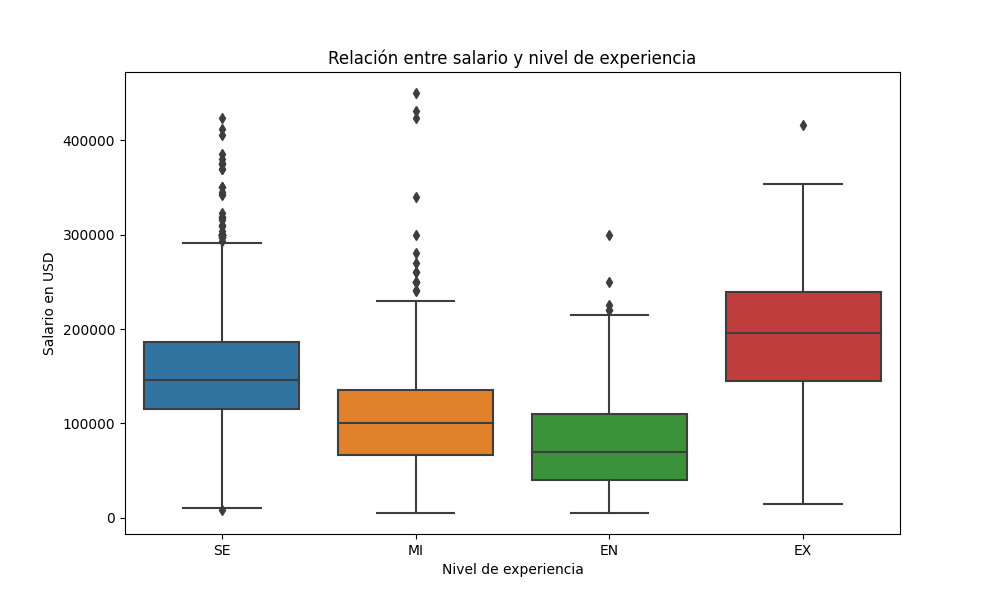 Relación entre salario y nivel de experiencia
Salario en USD
400000
300000
200000
100000
0
SE
MI
EN
EX
Nivel de experiencia